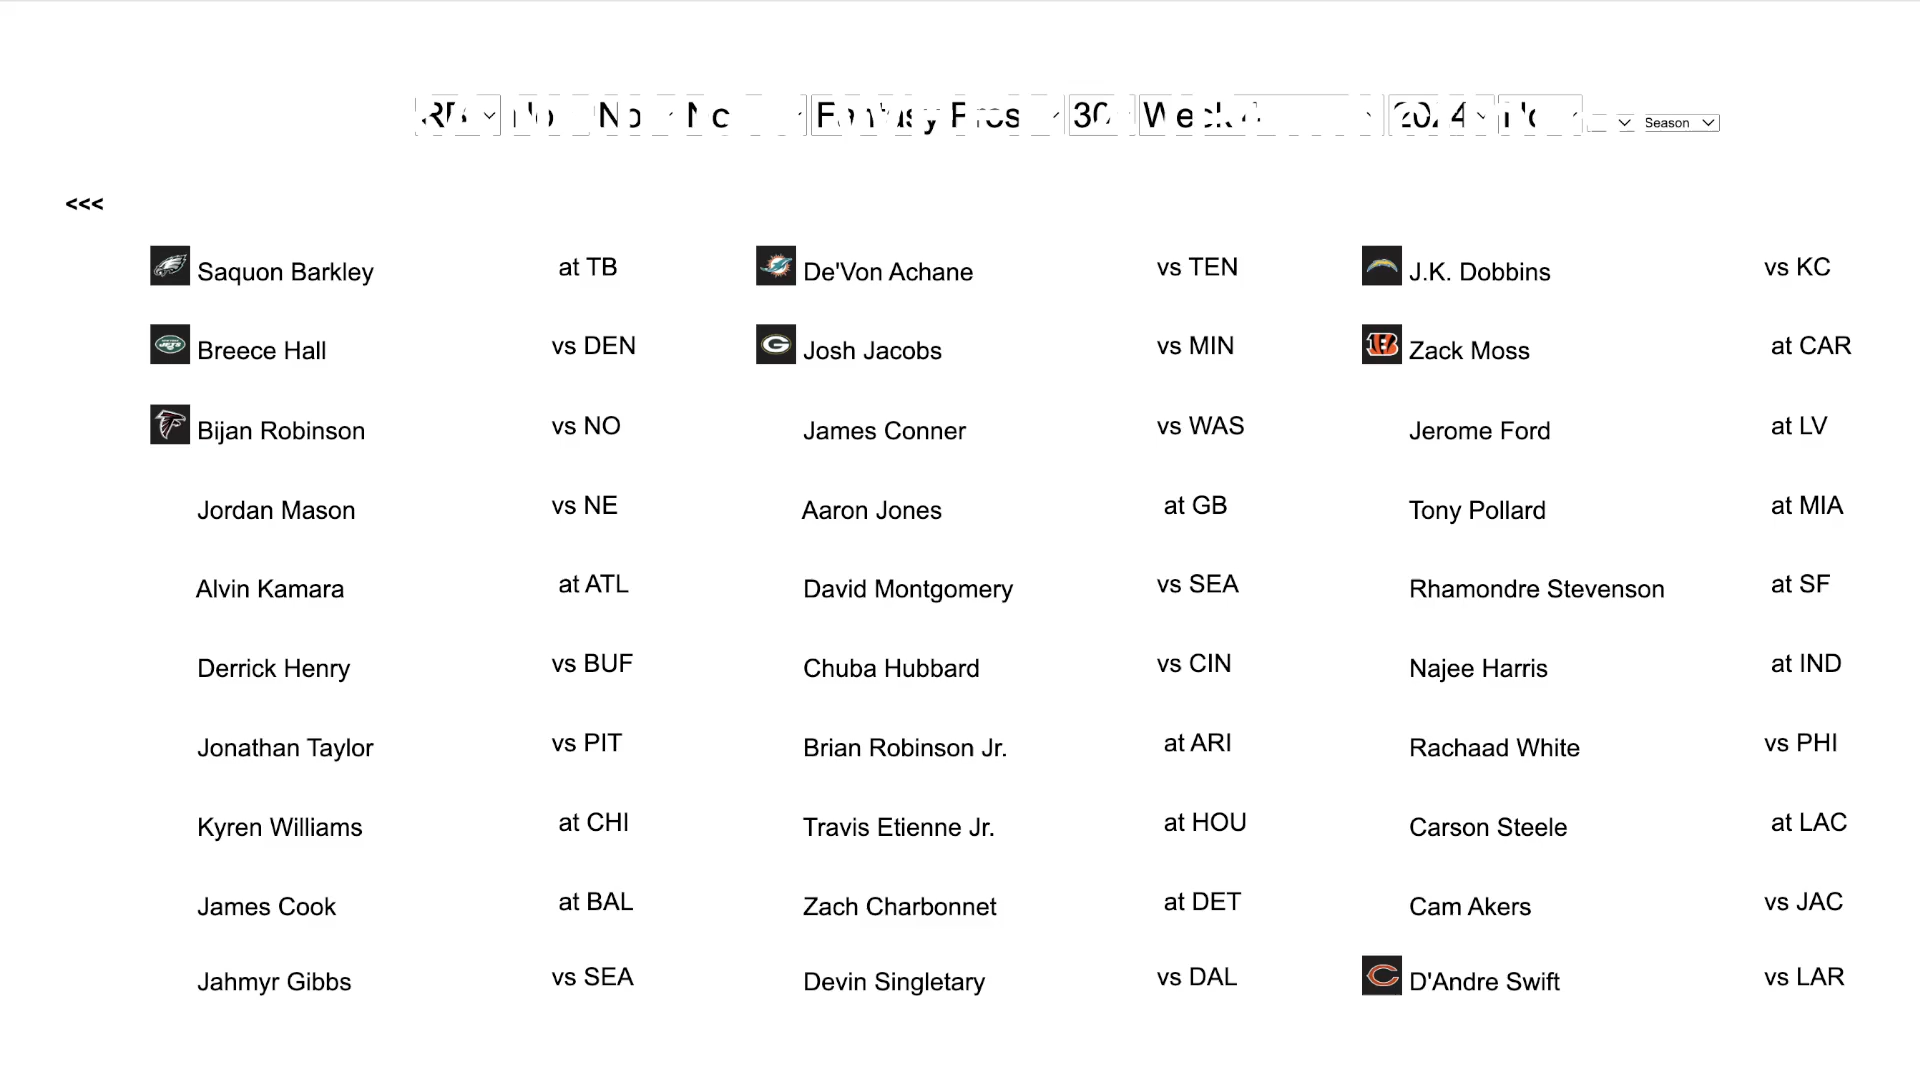 Fantasy Pros 30 Week 4 2024 Season
<<<
Saquon Barkley at TB De'Von Achane vs TEN J.K. Dobbins vs KC
Breece Hall vs DEN Josh Jacobs vs MIN Zack Moss at CAR
Bijan Robinson vs NO James Conner vs WAS Jerome Ford at LV
Jordan Mason vs NE Aaron Jones at GB Tony Pollard at MIA
Alvin Kamara at ATL David Montgomery vs SEA Rhamondre Stevenson at SF
Derrick Henry vs BUF Chuba Hubbard vs CIN Najee Harris at IND
Jonathan Taylor vs PIT Brian Robinson Jr. at ARI Rachaad White vs PHI
Kyren Williams at CHI Travis Etienne Jr. at HOU Carson Steele at LAC
James Cook at BAL Zach Charbonnet at DET Cam Akers vs JAC
Jahmyr Gibbs vs SEA Devin Singletary vs DAL D'Andre Swift vs LAR